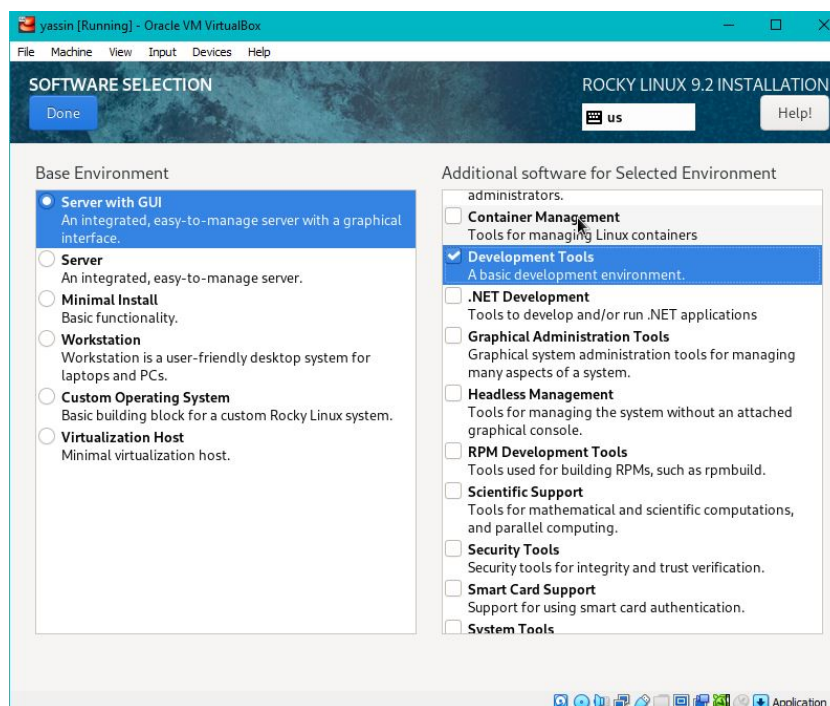 yassin [Running] - Oracle VM VirtualBox
File Machine View Input Devices Help
SOFTWARE SELECTION
ROCKY LINUX 9.2 INSTALLATION
Done
us
Help!
Base Environment
Server with GUI
An integrated, easy-to-manage server with a graphical
interface.
Server
An integrated, easy-to-manage server.
Minimal Install
Basic functionality.
Workstation
Workstation is a user-friendly desktop system for
laptops and PCs.
Custom Operating System
Basic building block for a custom Rocky Linux system.
Virtualization Host
Minimal virtualization host.
Additional software for Selected Environment
administrators.
Container Management
Tools for managing Linux containers
Development Tools
A basic development environment.
.NET Development
Tools to develop and/or run .NET applications
Graphical Administration Tools
Graphical system administration tools for managing
many aspects of a system.
Headless Management
Tools for managing the system without an attached
graphical console.
RPM Development Tools
Tools used for building RPMs, such as rpmbuild.
Scientific Support
Tools for mathematical and scientific computations,
and parallel computing.
Security Tools
Security tools for integrity and trust verification.
Smart Card Support
Support for using smart card authentication.
System Tools
Application